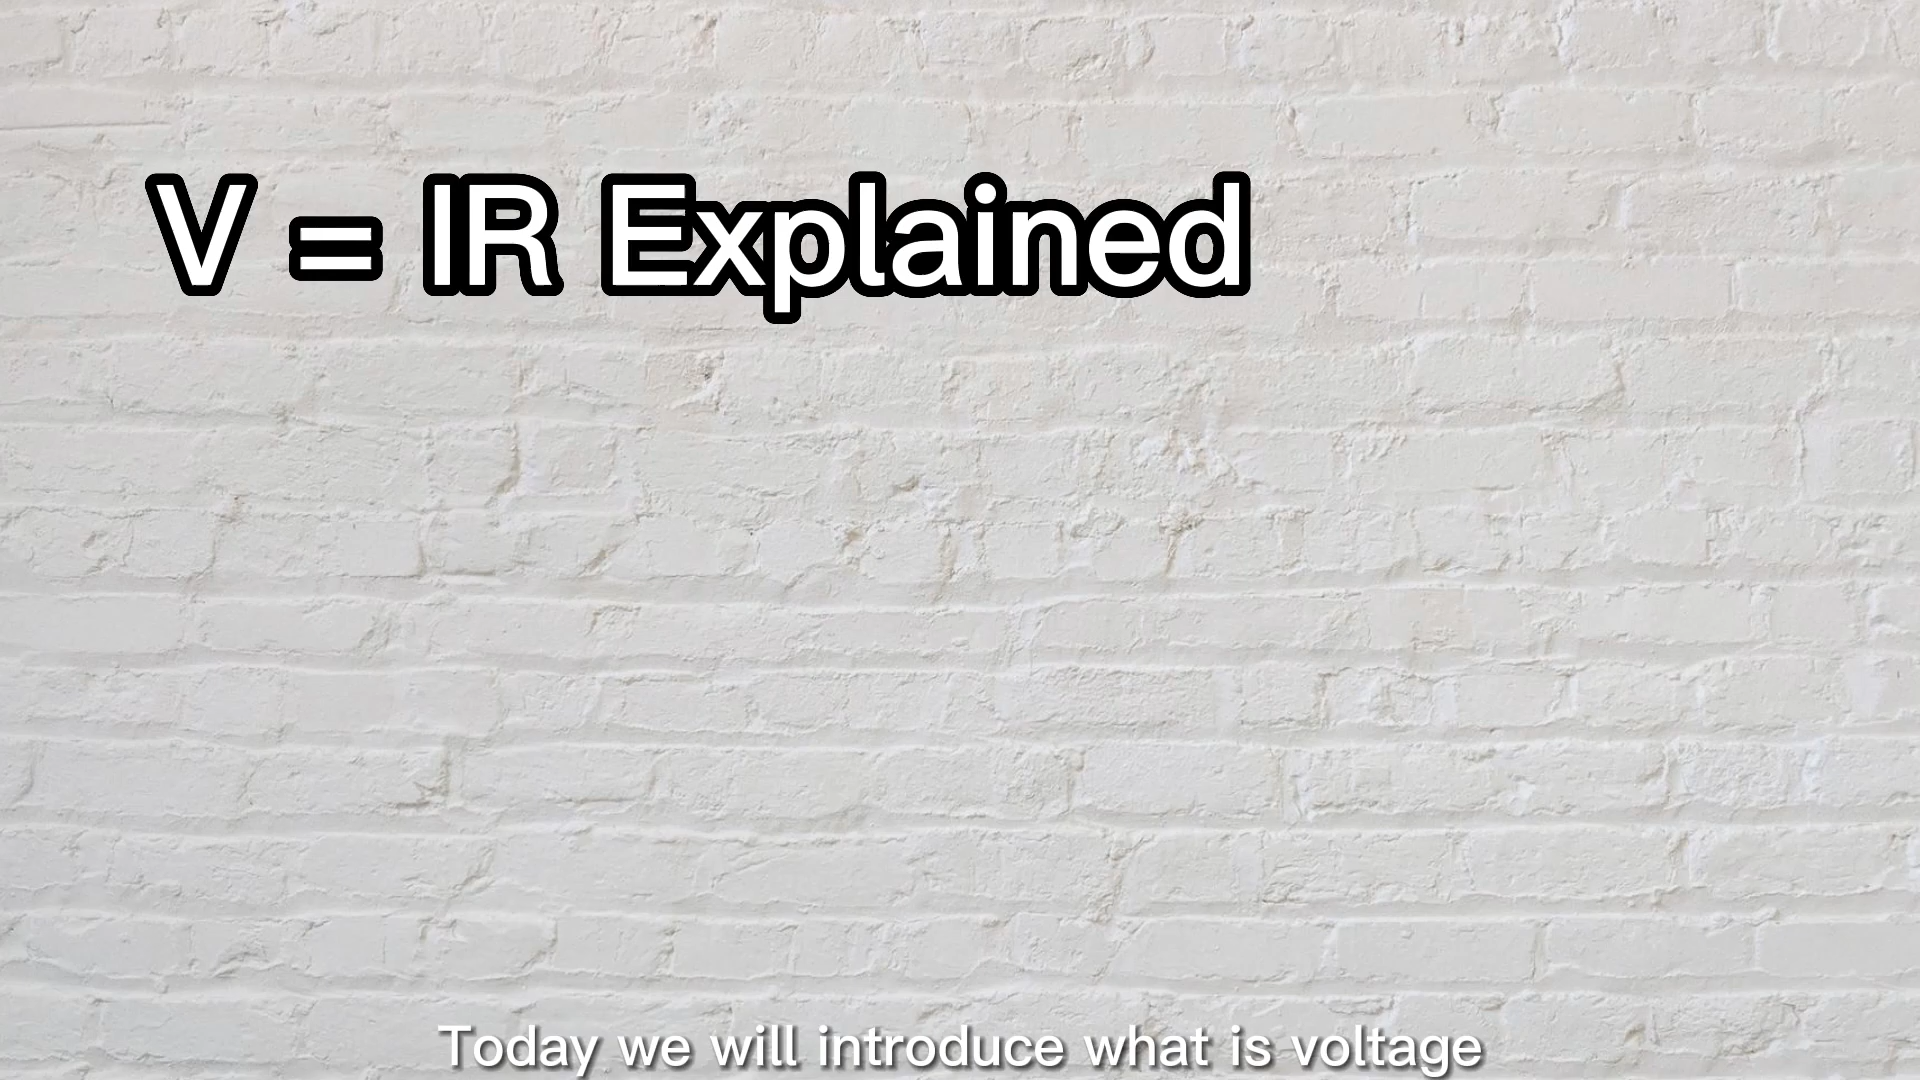 V = IR Explained
Today we will introduce what is voltage